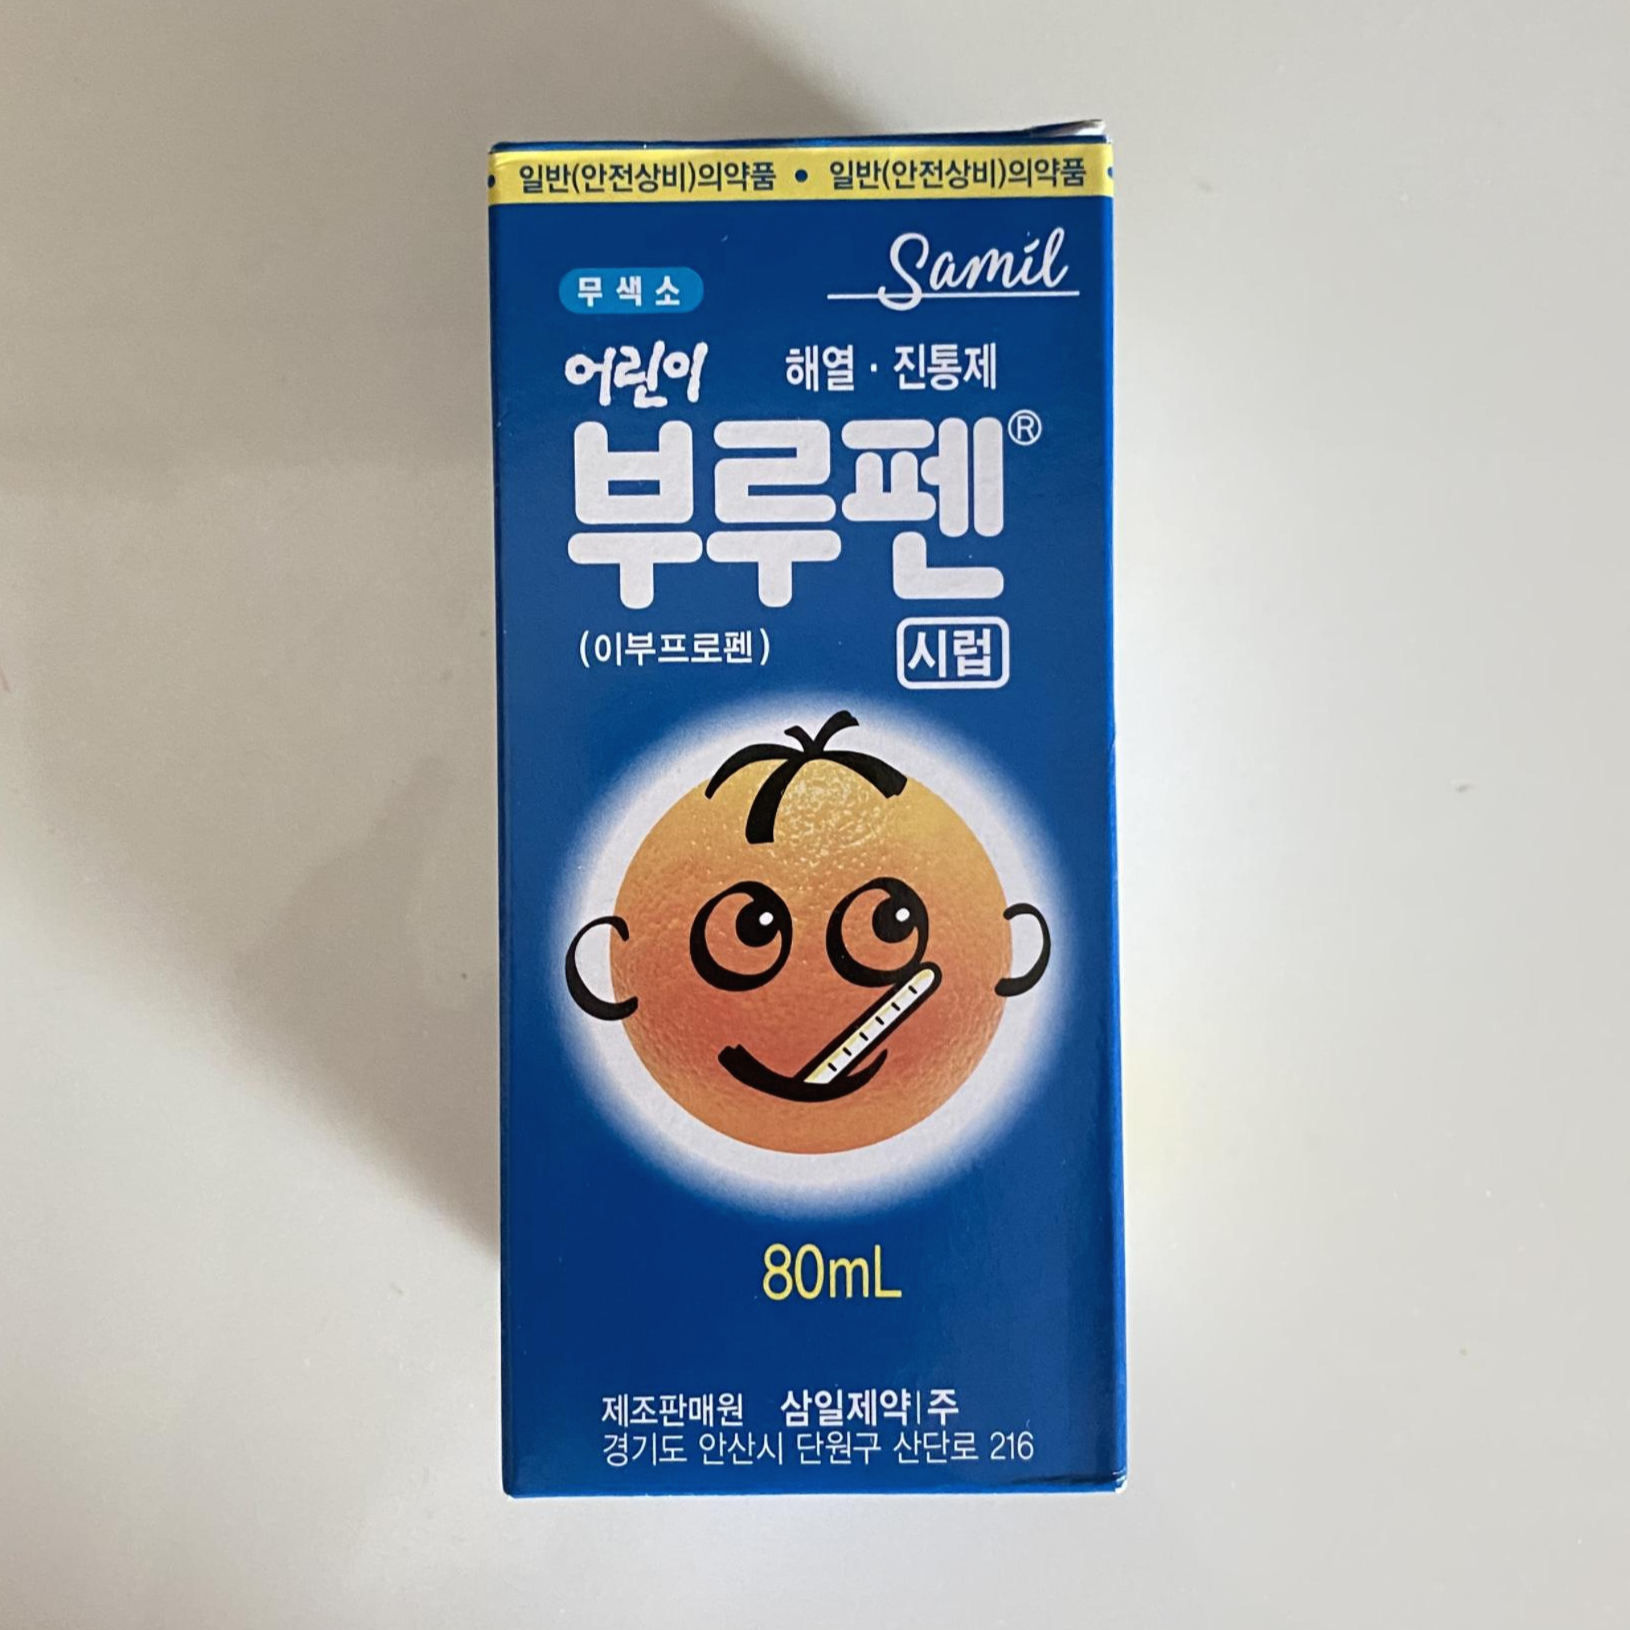 일반(안전상비)의약품 • 일반(안전상비)의약품
Samil
무색소
어린이 해열·진통제
부루펜®
(이부프로펜) 시럽
80mL
제조판매원 삼일제약|주
경기도 안산시 단원구 산단로 216